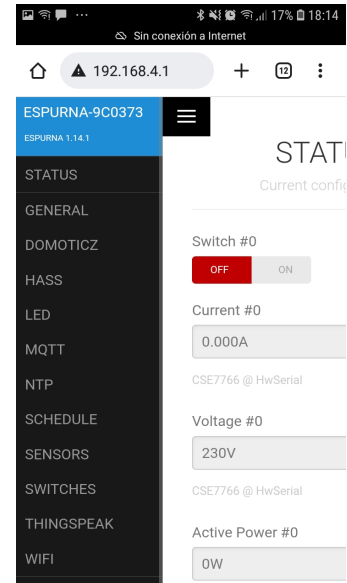 17% 18:14
Sin conexión a Internet
192.168.4.1
12
ESPURNA-9C0373
ESPURNA 1.14.1
STATUS
GENERAL
DOMOTICZ
HASS
LED
MQTT
NTP
SCHEDULE
SENSORS
SWITCHES
THINGSPEAK
WIFI
Current
Switch #0
OFF ON
Current #0
0.000A
CSE7766 @ HwSerial
Voltage #0
230V
CSE7766 @ HwSerial
Active Power #0
0W